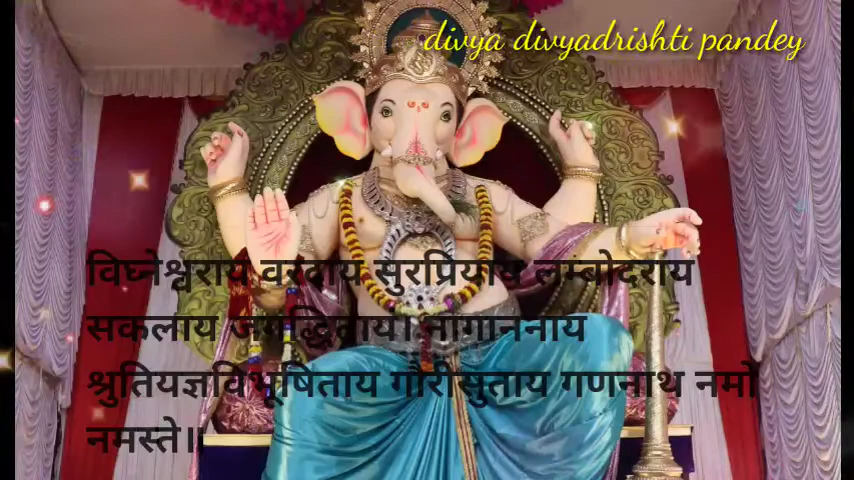 divya divyadrishti pandey
विघ्नेश्वराय वरदाय सुरप्रियाय लम्बोदराय
सकलाय जगद्धिताय। नागाननाय
श्रुतियज्ञविभूषिताय गौरीसुताय गणनाथ नमो
नमस्ते॥